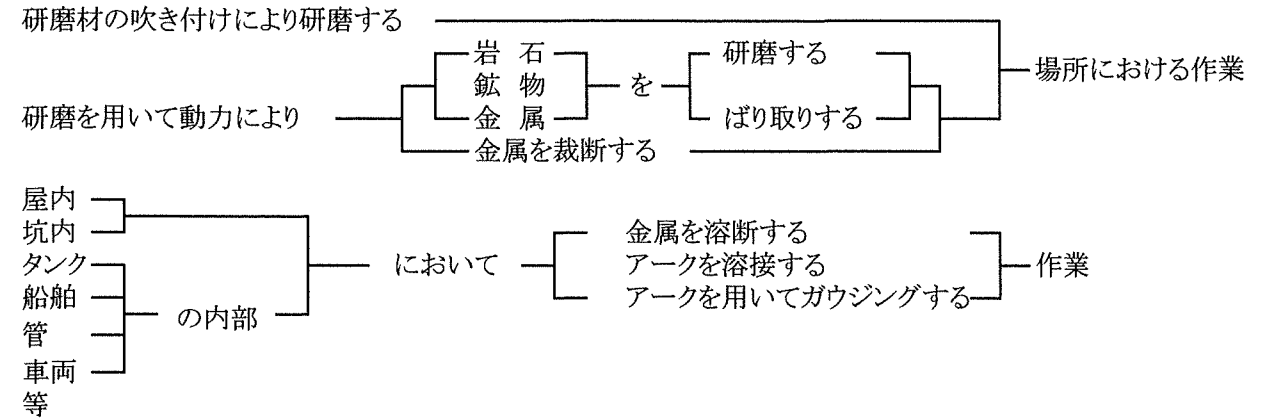 研磨材の吹き付けにより研磨する
岩 石
研磨する
場所における作業
鉱 物
を
研磨を用いて動力により
金 属
ばり取りする
金属を裁断する
屋内
坑内
金属を溶断する
タンク
において
アークを溶接する
作業
船舶
の内部
アークを用いてガウジングする
管
車両
等